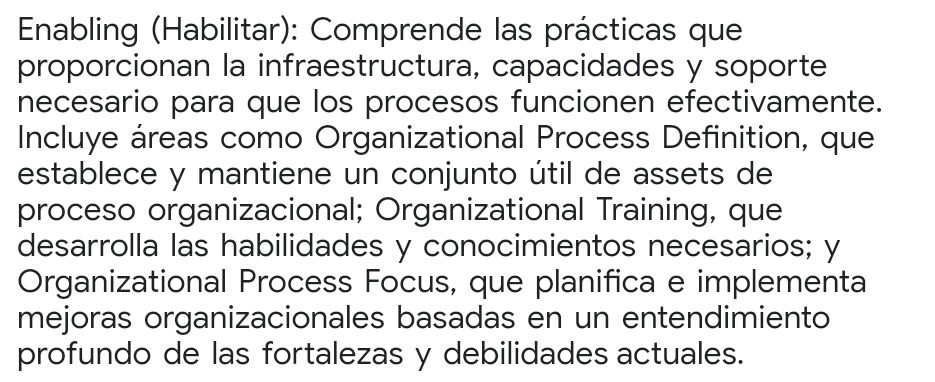 Enabling (Habilitar): Comprende las prácticas que
proporcionan la infraestructura, capacidades y soporte
necesario para que los procesos funcionen efectivamente.
Incluye áreas como Organizational Process Definition, que
establece y mantiene un conjunto útil de assets de
proceso organizacional; Organizational Training, que
desarrolla las habilidades y conocimientos necesarios; y
Organizational Process Focus, que planifica e implementa
mejoras organizacionales basadas en un entendimiento
profundo de las fortalezas y debilidades actuales.